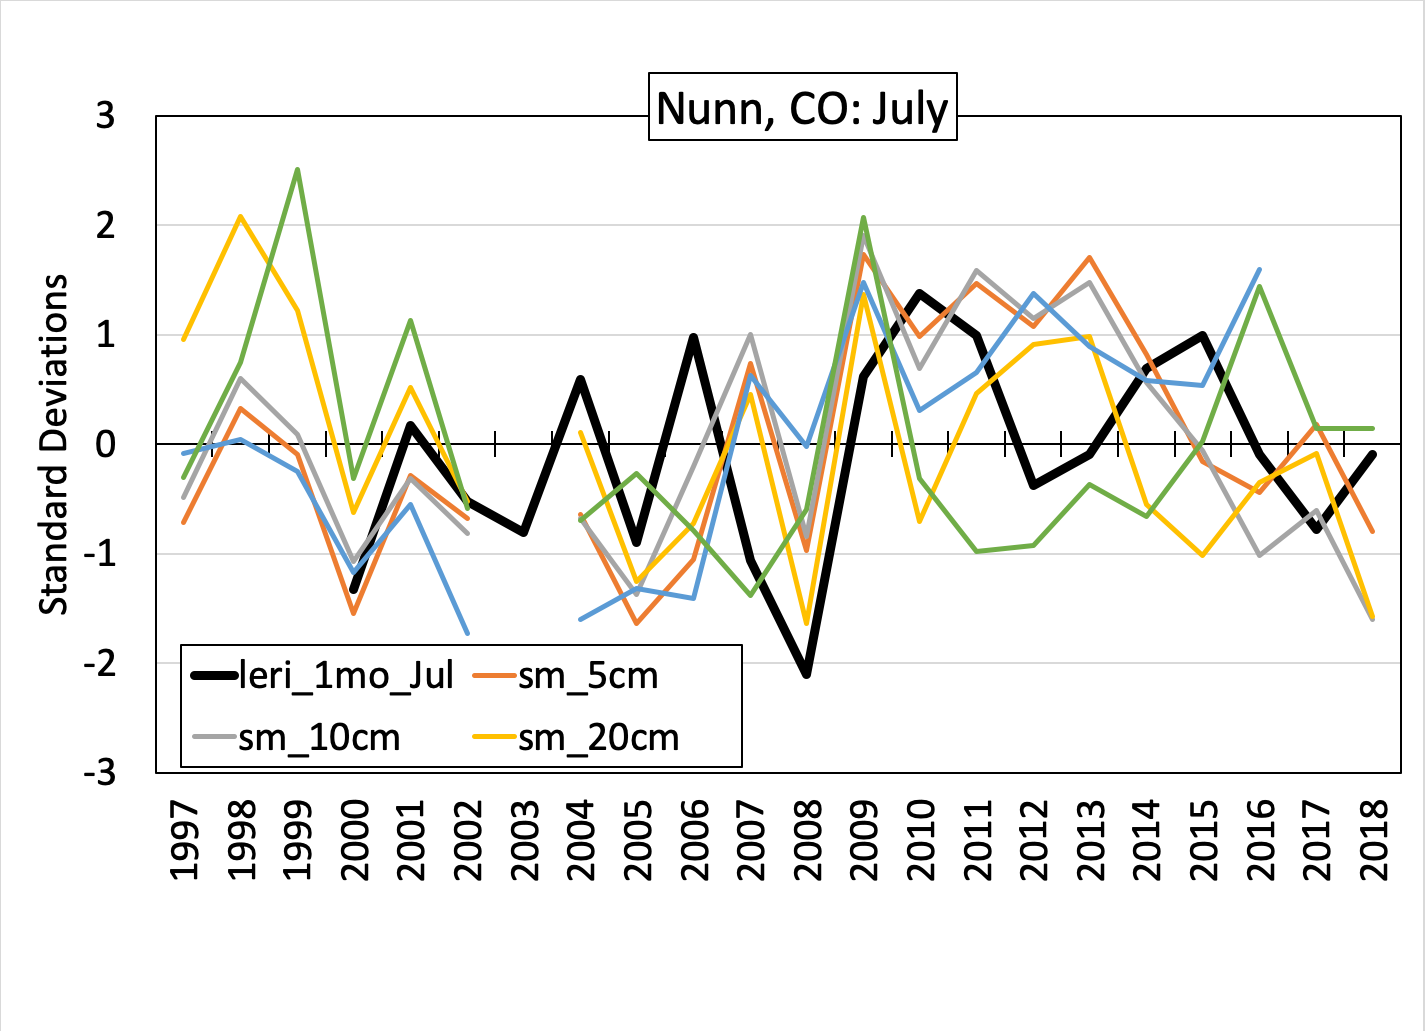 Nunn, CO: July
3
2
1
0
-1
-2
-3
Standard Deviations
leri_1mo_Jul sm_5cm
sm_10cm sm_20cm
1997 1998 1999 2000 2001 2002 2003 2004 2005 2006 2007 2008 2009 2010 2011 2012 2013 2014 2015 2016 2017 2018